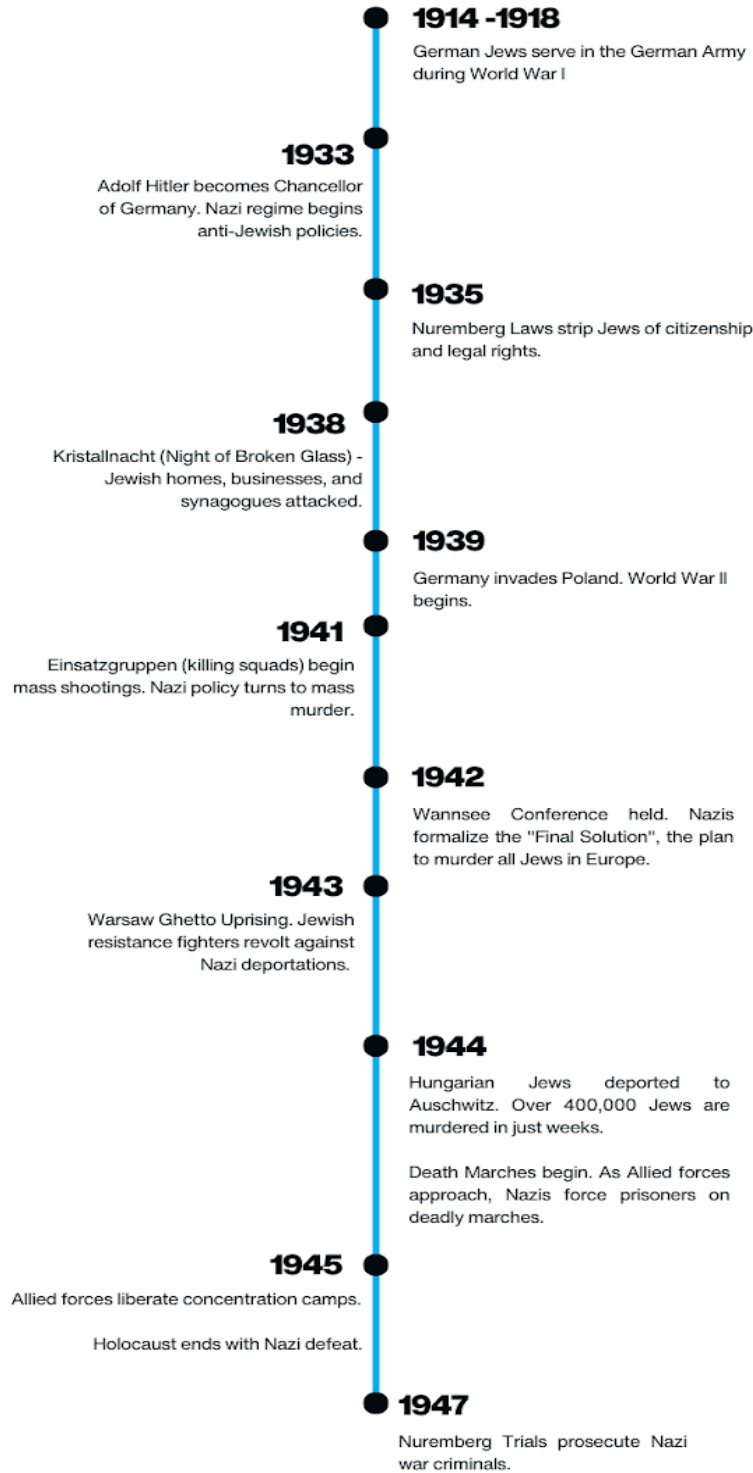 1914 -1918
German Jews serve in the German Army
during World War I
1933
Adolf Hitler becomes Chancellor
of Germany. Nazi regime begins
anti-Jewish policies.
1935
Nuremberg Laws strip Jews of citizenship
and legal rights.
1938
Kristallnacht (Night of Broken Glass) -
Jewish homes, businesses, and
synagogues attacked.
1939
Germany invades Poland. World War II
begins.
1941
Einsatzgruppen (killing squads) begin
mass shootings. Nazi policy turns to mass
murder.
1942
Wannsee Conference held. Nazis
formalize the "Final Solution", the plan
to murder all Jews in Europe.
1943
Warsaw Ghetto Uprising. Jewish
resistance fighters revolt against
Nazi deportations.
1944
Hungarian Jews deported to
Auschwitz. Over 400,000 Jews are
murdered in just weeks.
Death Marches begin. As Allied forces
approach, Nazis force prisoners on
deadly marches.
1945
Allied forces liberate concentration camps.
Holocaust ends with Nazi defeat.
1947
Nuremberg Trials prosecute Nazi
war criminals.